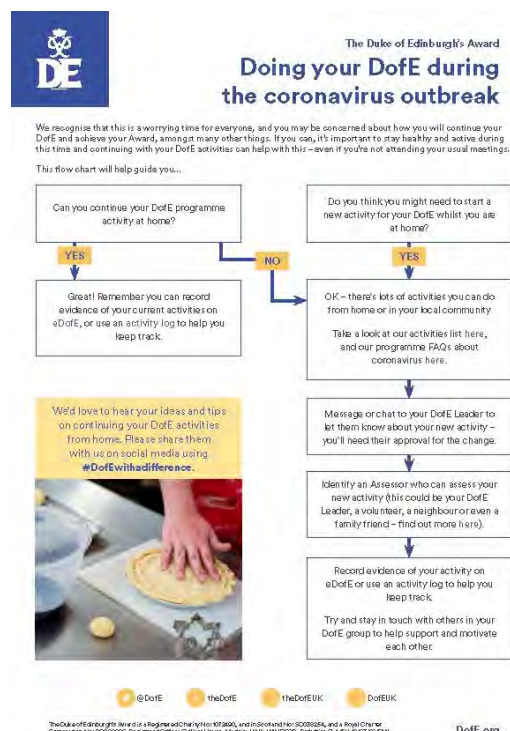 DE
The Duke of Edinburgh's Award
Doing your DofE during
the coronavirus outbreak
We recognise that this is a worrying time for everyone, and you may be concerned about how you will continue your
DofE and achieve your Award, amongst many other things. If you can, it's important to stay healthy and active during
this time and continuing with your DofE activities can help with this – even if you're not attending your usual meetings.
This flow chart will help guide you...
Can you continue your DofE programme
activity at home?
YES
NO
Great! Remember you can record
evidence of your current activities on
eDofE, or use an activity log to help you
keep track.
Do you think you might need to start a
new activity for your DofE whilst you are
at home?
YES
OK – there's lots of activities you can do
from home or in your local community
Take a look at our activities list here,
and our programme FAQs about
coronavirus here.
Message or chat to your DofE Leader to
let them know about your new activity –
you'll need their approval for the change.
Identify an Assessor who can assess your
new activity (this could be your DofE
Leader, a volunteer, a neighbour or even a
family friend – find out more here).
Record evidence of your activity on
eDofE or use an activity log to help you
keep track.
Try and stay in touch with others in your
DofE group to help support and motivate
each other.
We'd love to hear your ideas and tips
on continuing your DofE activities
from home. Please share them
with us on social media using
#DofEwithadifference.
@DofE
theDofE
theDofEUK
DofEUK
The Duke of Edinburgh's Award is a Registered Charity No: 1072490, and in Scotland No: SC038254, and a Royal Charter
DofE.org